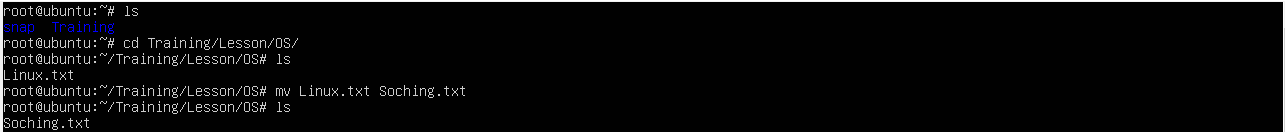 root@ubuntu:~# ls
snap  Training
root@ubuntu:~# cd Training/Lesson/OS/
root@ubuntu:~/Training/Lesson/OS# ls
Linux.txt
root@ubuntu:~/Training/Lesson/OS# mv Linux.txt Soching.txt
root@ubuntu:~/Training/Lesson/OS# ls
Soching.txt